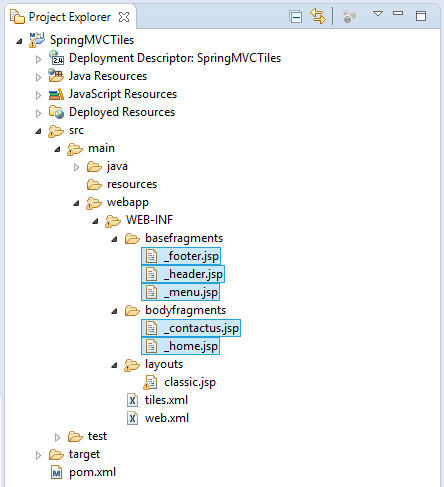 Project Explorer
SpringMVCTiles
Deployment Descriptor: SpringMVCTiles
Java Resources
JavaScript Resources
Deployed Resources
src
main
java
resources
webapp
WEB-INF
basefragments
_footer.jsp
_header.jsp
_menu.jsp
bodyfragments
_contactus.jsp
_home.jsp
layouts
classic.jsp
tiles.xml
web.xml
test
target
pom.xml